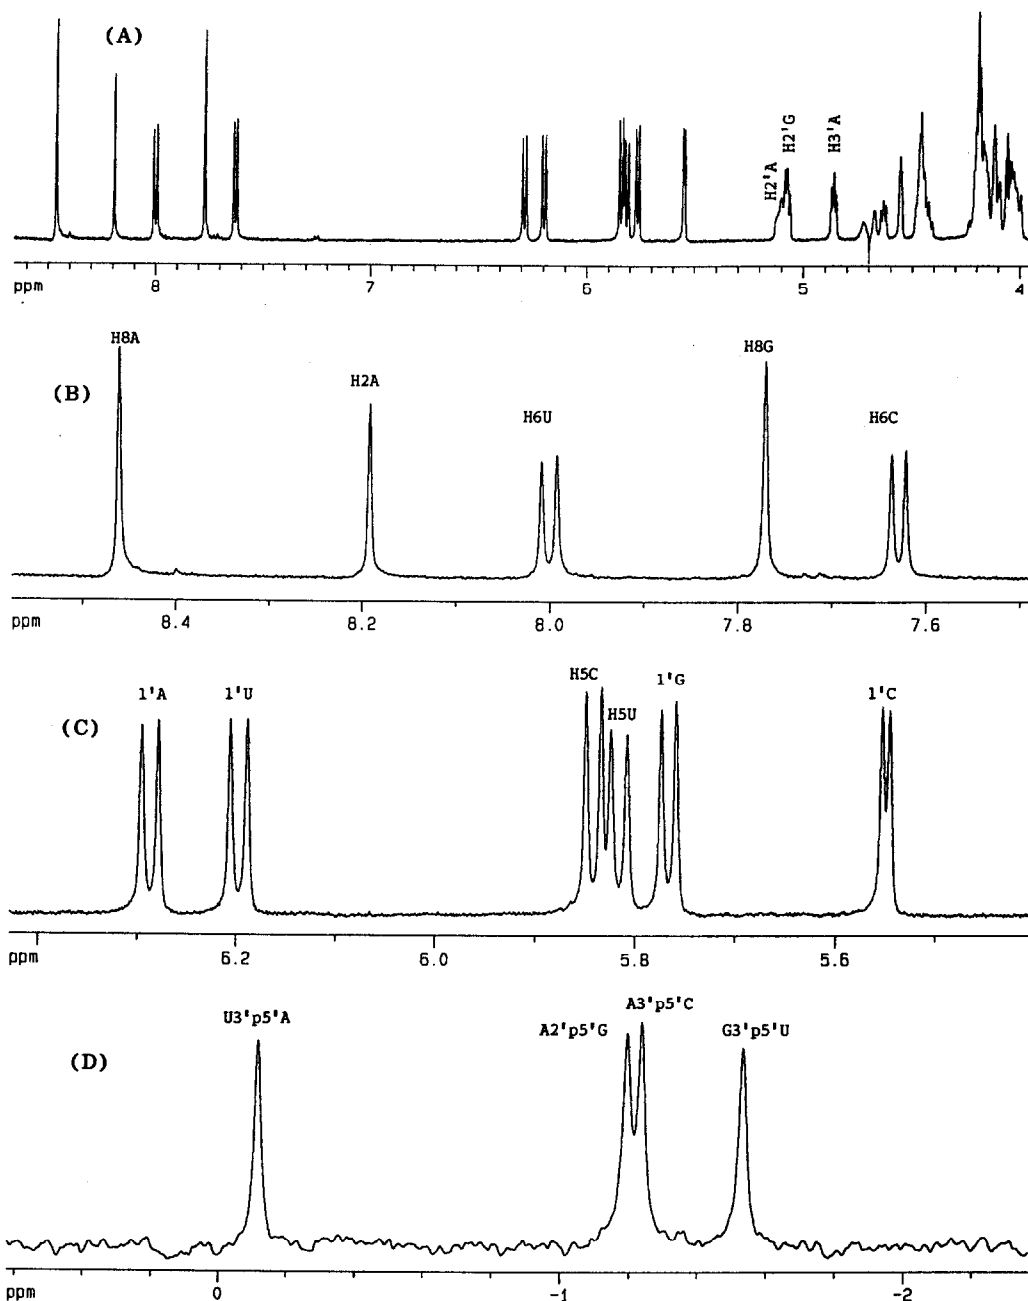 (A)
H2'A
H2'G
H3'A
ppm 8 7 6 5 4
H8A
H8G
(B)
H2A
H6U
H6C
ppm 8.4 8.2 8.0 7.8 7.6
H5C
1'A 1'U 1'G 1'C
H5U
(C)
ppm 6.2 6.0 5.8 5.6
A3'p5'C
U3'p5'A
A2'p5'G
G3'p5'U
(D)
ppm 0 -1 -2